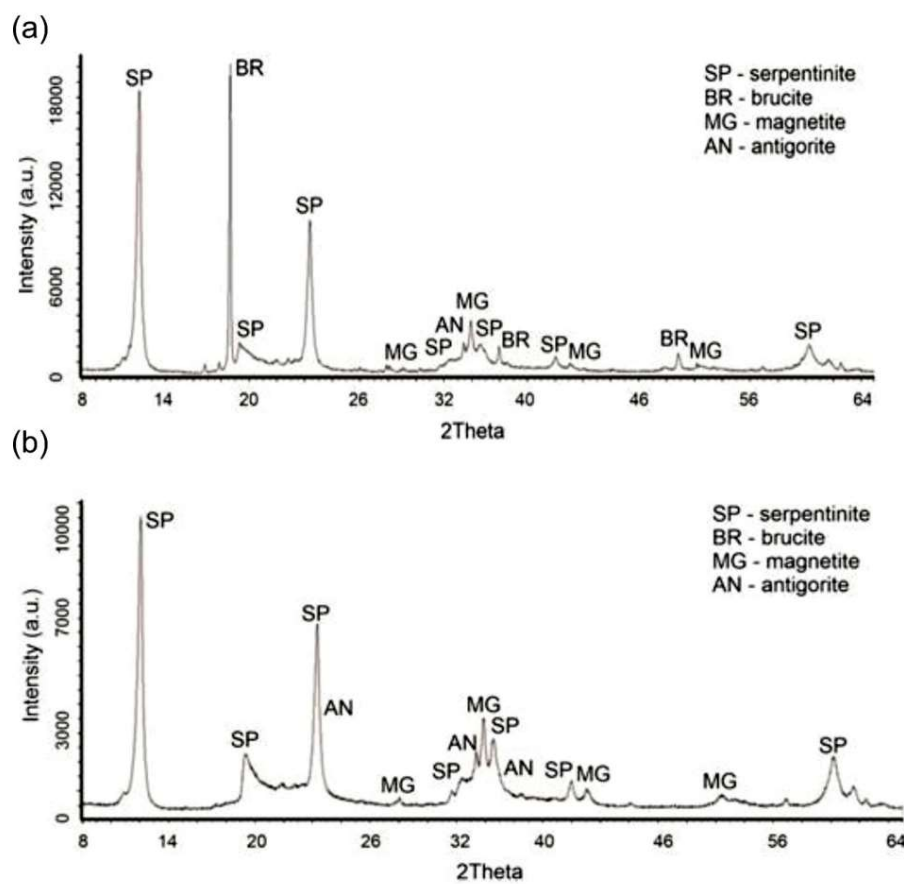 (a)
SP
BR
SP - serpentinite
BR - brucite
MG - magnetite
AN - antigorite
SP
SP
MG
SP
AN
MG
SP
BR
SP
MG
BR
MG
SP
Intensity (a.u.)
18000
12000
6000
0
8 14 20 26 32 40 46 56 64
2Theta
(b)
SP
SP - serpentinite
BR - brucite
MG - magnetite
AN - antigorite
SP
SP
AN
MG
SP
AN
MG
SP
AN
SP
MG
MG
SP
Intensity (a.u.)
10000
7000
3000
0
8 14 20 26 32 40 46 56 64
2Theta